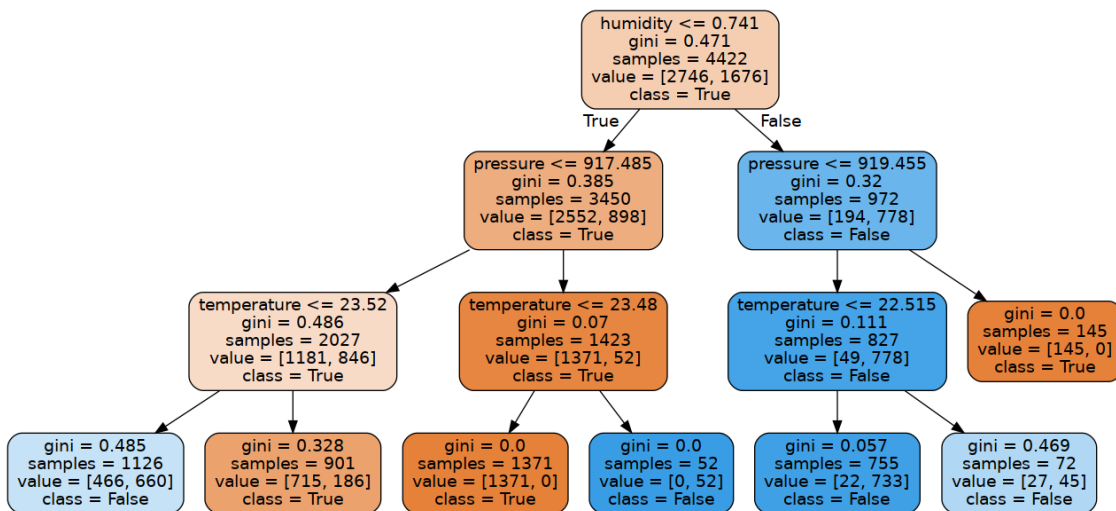 humidity <= 0.741
gini = 0.471
samples = 4422
value = [2746, 1676]
class = True
True
False
pressure <= 917.485
gini = 0.385
samples = 3450
value = [2552, 898]
class = True
pressure <= 919.455
gini = 0.32
samples = 972
value = [194, 778]
class = False
temperature <= 23.52
gini = 0.486
samples = 2027
value = [1181, 846]
class = True
temperature <= 23.48
gini = 0.07
samples = 1423
value = [1371, 52]
class = True
temperature <= 22.515
gini = 0.111
samples = 827
value = [49, 778]
class = False
gini = 0.0
samples = 145
value = [145, 0]
class = True
gini = 0.485
samples = 1126
value = [466, 660]
class = False
gini = 0.328
samples = 901
value = [715, 186]
class = True
gini = 0.0
samples = 1371
value = [1371, 0]
class = True
gini = 0.0
samples = 52
value = [0, 52]
class = False
gini = 0.057
samples = 755
value = [22, 733]
class = False
gini = 0.469
samples = 72
value = [27, 45]
class = False